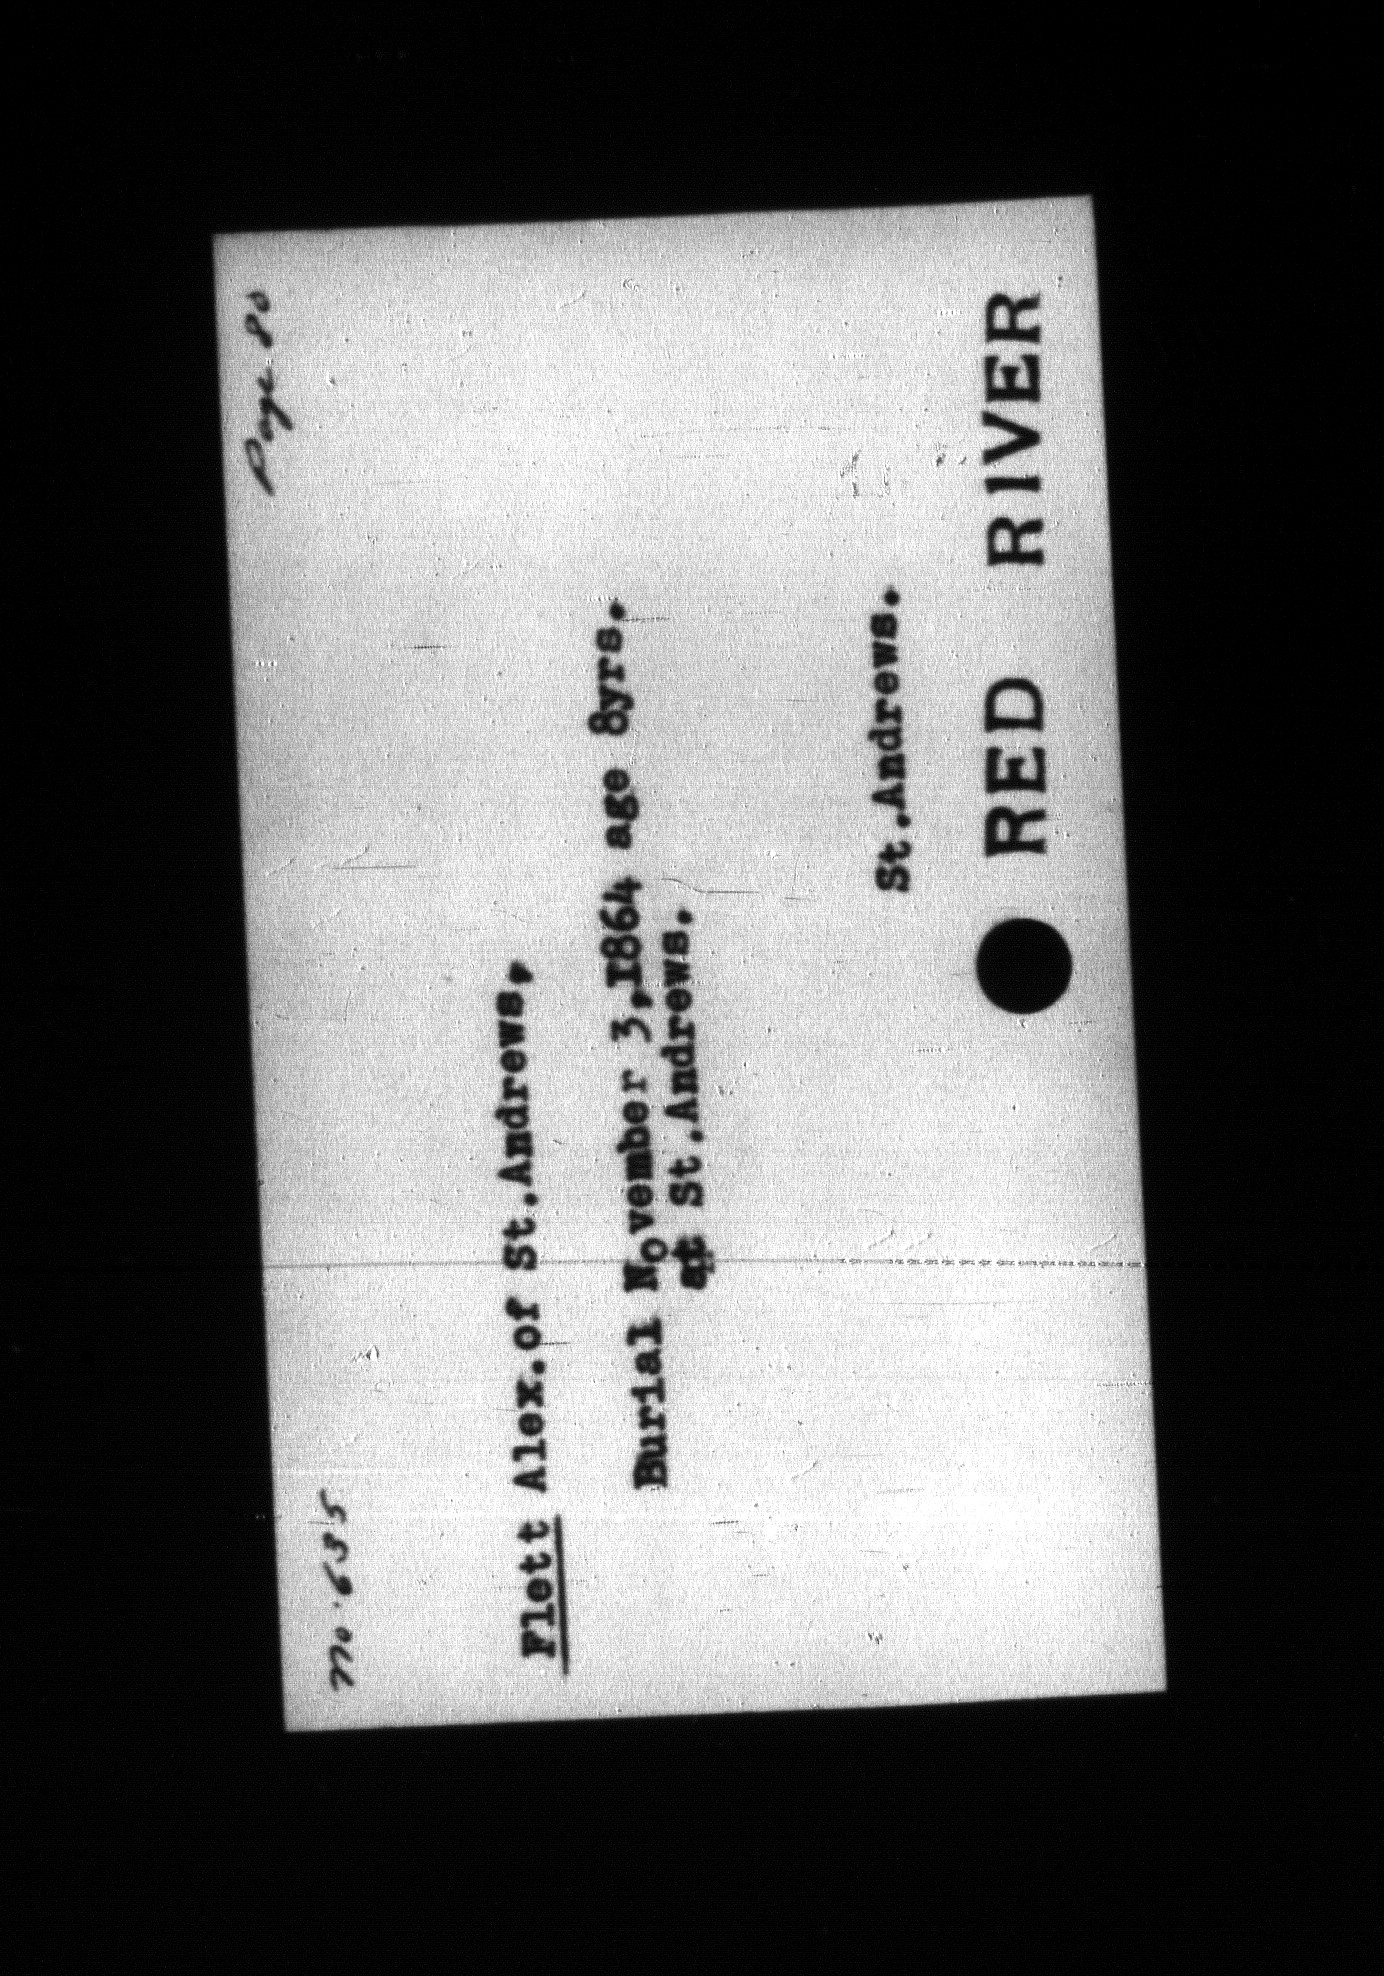 No. 635
Page 80
Flett Alex.of St.Andrews,
Burial November 3,1864 age 8yrs.
at St.Andrews.
St.Andrews.
RED RIVER